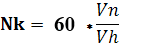 Nk = 60 * Vn/Vh